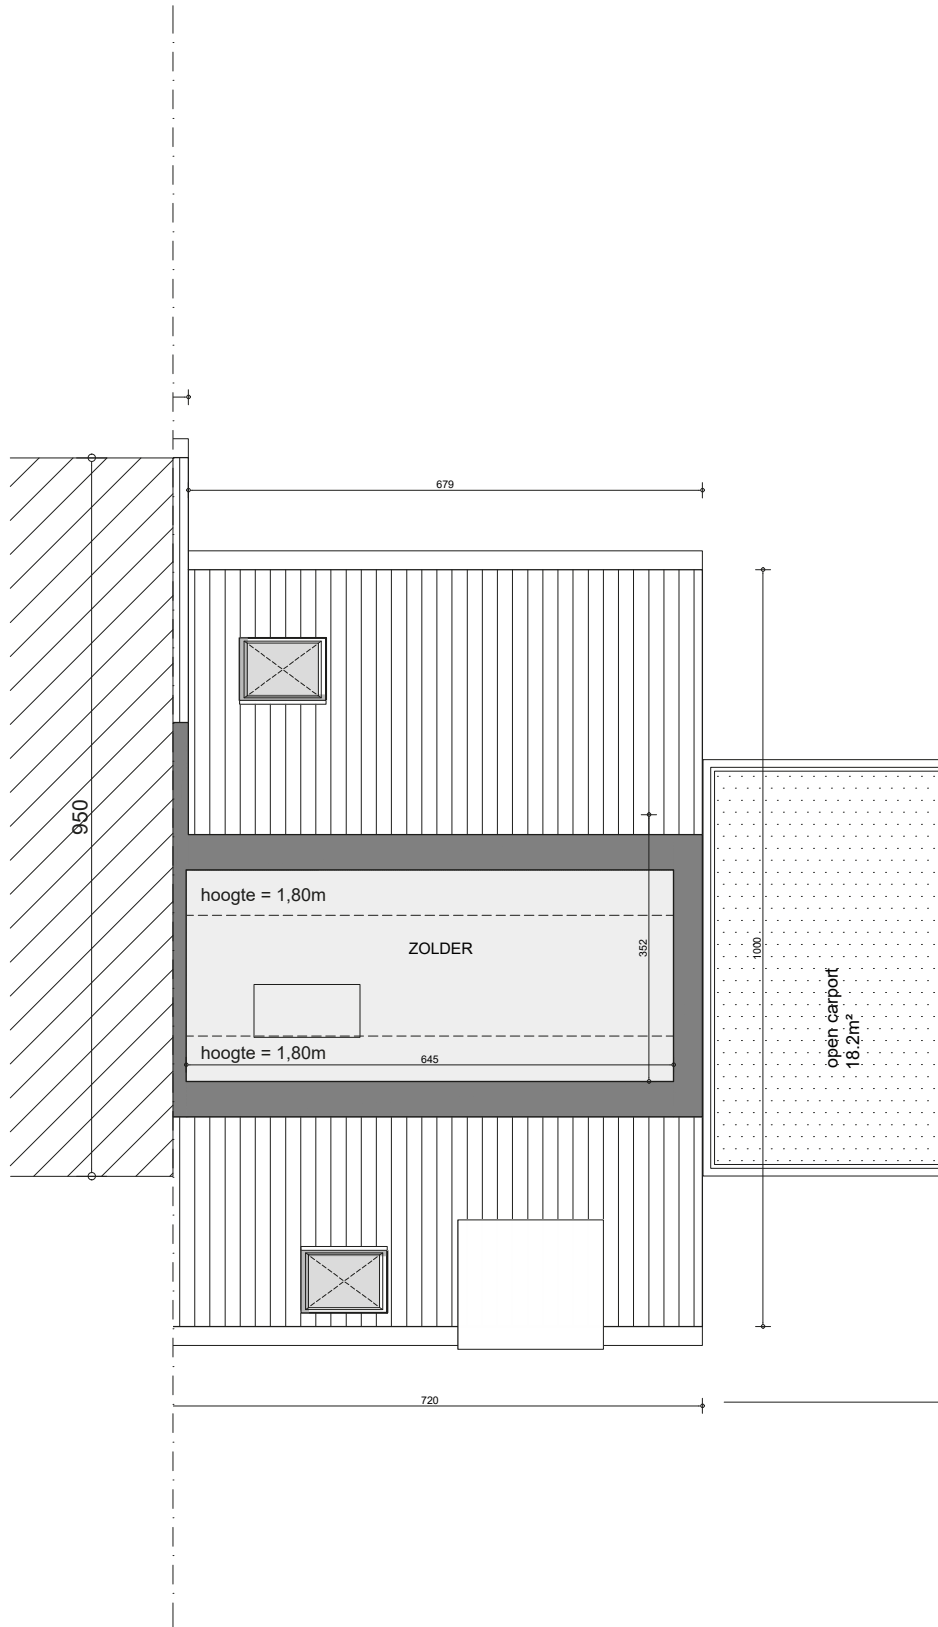 679
950
hoogte = 1,80m
ZOLDER
352
1000
open carport
18.2m²
hoogte = 1,80m
645
720